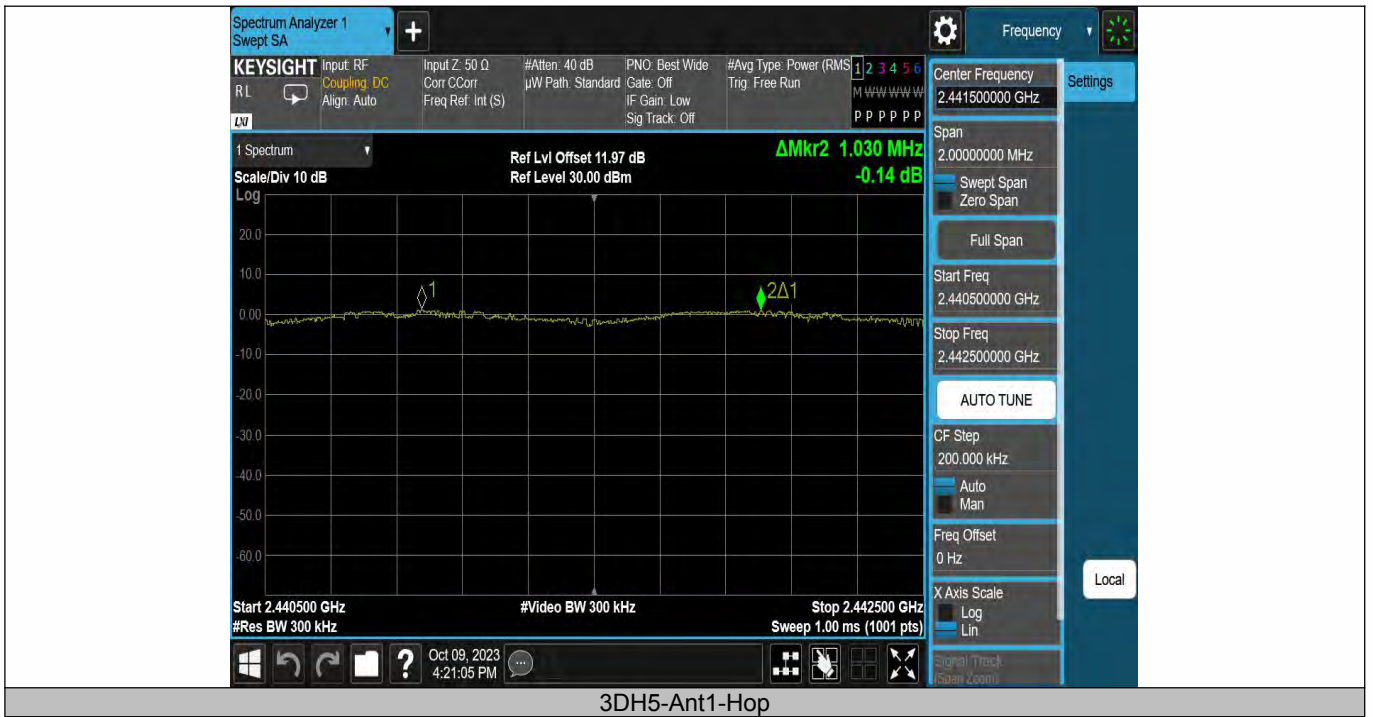 Spectrum Analyzer 1
Swept SA
+
Frequency
KEYSIGHT
RL
LXI
Input: RF
Coupling: DC
Align: Auto
Input Z: 50 Ω
Corr CCorr
Freq Ref: Int (S)
#Atten: 40 dB
µW Path: Standard
PNO: Best Wide
Gate: Off
IF Gain: Low
Sig Track: Off
#Avg Type: Power (RMS
Trig: Free Run
1 2 3 4 5 6
M W W W W W
P P P P P P
1 Spectrum
Scale/Div 10 dB
Log
Ref Lvl Offset 11.97 dB
Ref Level 30.00 dBm
ΔMkr2 1.030 MHz
-0.14 dB
20.0
10.0
0.00
-10.0
-20.0
-30.0
-40.0
-50.0
-60.0
1
2Δ1
Start 2.440500 GHz
#Res BW 300 kHz
#Video BW 300 kHz
Stop 2.442500 GHz
Sweep 1.00 ms (1001 pts)
Center Frequency
2.441500000 GHz
Settings
Span
2.00000000 MHz
Swept Span
Zero Span
Full Span
Start Freq
2.440500000 GHz
Stop Freq
2.442500000 GHz
AUTO TUNE
CF Step
200.000 kHz
Auto
Man
Freq Offset
0 Hz
X Axis Scale
Log
Lin
Signal Track
(Span Zoom)
Local
?
Oct 09, 2023
4:21:05 PM
3DH5-Ant1-Hop